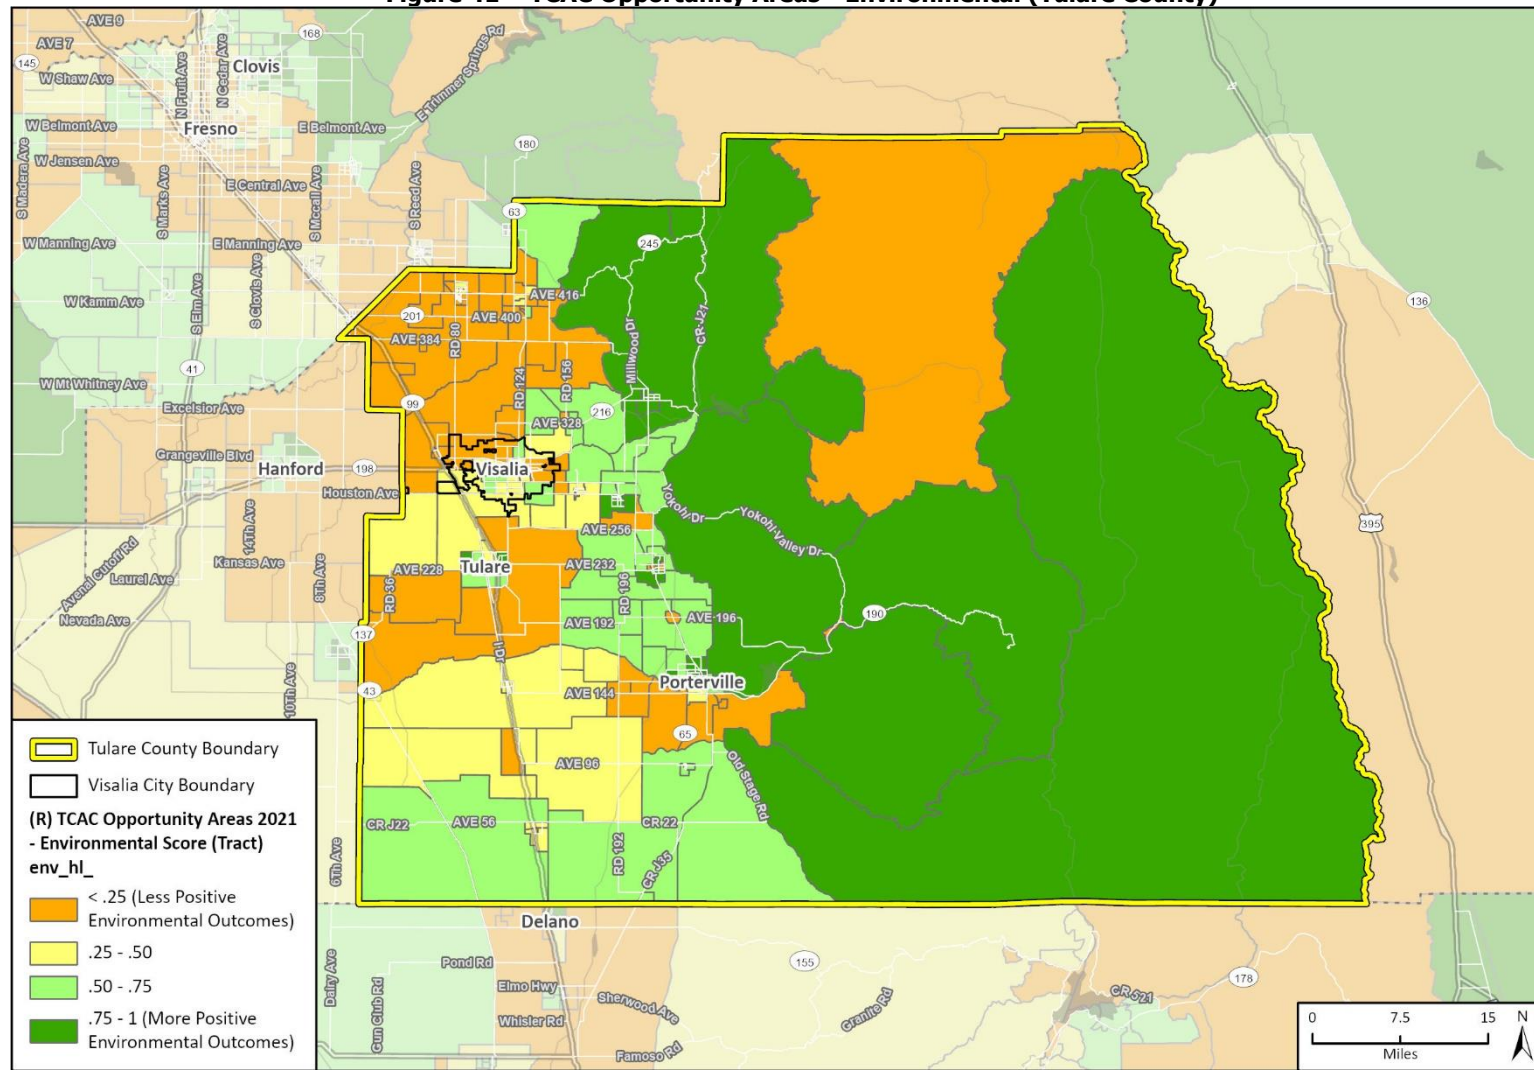 AVE 9
AVE 7
168
145
Clovis
W Shaw Ave
N Fruit Ave
N Cedar Ave
E Trimmer Springs Rd
Fresno
W Belmont Ave
E Belmont Ave
180
W Jensen Ave
S Madera Ave
E Central Ave
S Marks Ave
S Mccall Ave
S Reed Ave
63
W Manning Ave
E Manning Ave
245
W Kamm Ave
S Elm Ave
S Clovis Ave
AVE 416
136
201
AVE 400
RD 80
AVE 384
Millwood Dr
CR-J21
41
W Mt Whitney Ave
RD 124
RD 156
99
Excelsior Ave
216
AVE 328
Grangeville Blvd
Hanford
198
Visalia
Houston Ave
14Th Ave
Yokohl Dr
Yokohl Valley Dr
AVE 256
395
Avenal Cutoff Rd
Kansas Ave
Laurel Ave
8Th Ave
RD 36
AVE 228
Tulare
AVE 232
RD 196
Nevada Ave
137
AVE 192
AVE 196
190
10Th Ave
43
AVE 144
Porterville
65
AVE 96
Old Stage Rd
CR J22
AVE 56
CR 22
6Th Ave
RD 192
CR J35
Delano
Pond Rd
155
Dairy Ave
Gun Club Rd
Elmo Hwy
Sherwood Ave
Granite Rd
CR 521
178
Whisler Rd
Famoso Rd
Tulare County Boundary
Visalia City Boundary
(R) TCAC Opportunity Areas 2021
- Environmental Score (Tract)
env_hl_
< .25 (Less Positive
Environmental Outcomes)
.25 - .50
.50 - .75
.75 - 1 (More Positive
Environmental Outcomes)
0 7.5 15
Miles
N